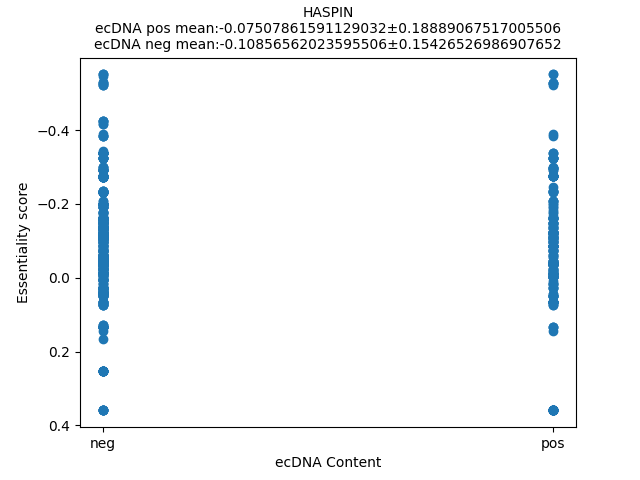 HASPIN
ecDNA pos mean:-0.07507861591129032±0.18889067517005506
ecDNA neg mean:-0.10856562023595506±0.15426526986907652
−0.4
−0.2
0.0
0.2
0.4
Essentiality score
neg
pos
ecDNA Content